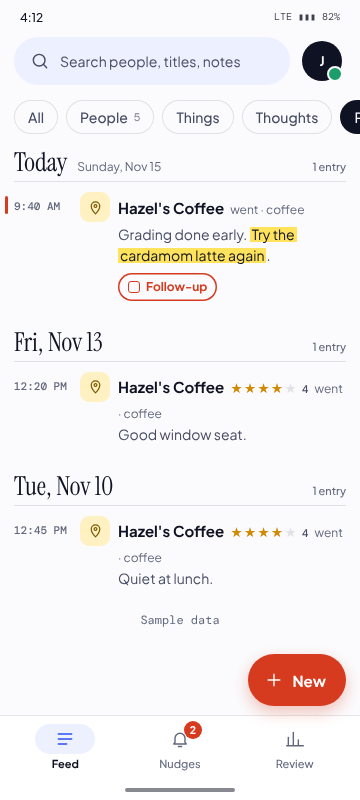 4:12
LTE 82%
Search people, titles, notes
J
All
People 5
Things
Thoughts
Today Sunday, Nov 15 1 entry
9:40 AM
Hazel's Coffee went · coffee
Grading done early. Try the
cardamom latte again.
Follow-up
Fri, Nov 13 1 entry
12:20 PM
Hazel's Coffee ★★★★★ 4 went
· coffee
Good window seat.
Tue, Nov 10 1 entry
12:45 PM
Hazel's Coffee ★★★★★ 4 went
· coffee
Quiet at lunch.
Sample data
+ New
2
Feed
Nudges
Review